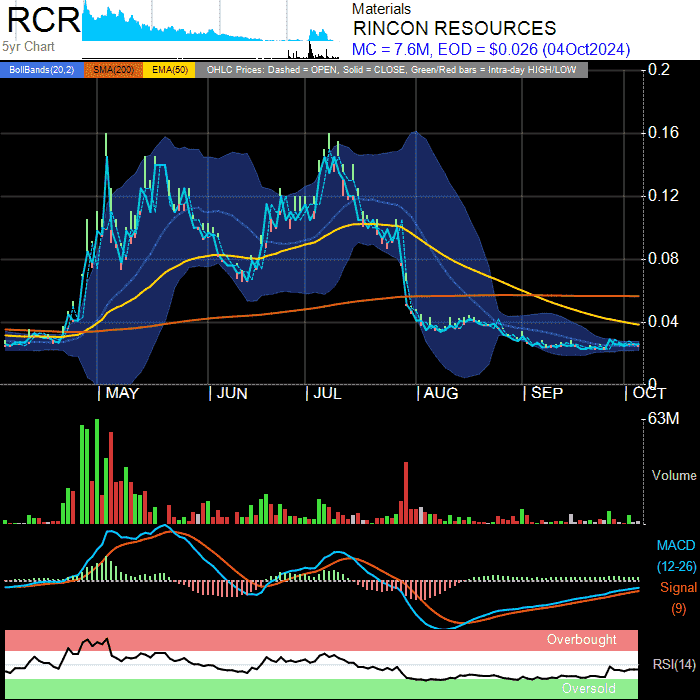 RCR
5yr Chart
Materials
RINCON RESOURCES
MC = 7.6M, EOD = $0.026 (04Oct2024)
BollBands(20,2) SMA(200) EMA(50) OHLC Prices: Dashed = OPEN, Solid = CLOSE, Green/Red bars = Intra-day HIGH/LOW
0.2
0.16
0.12
0.08
0.04
0
MAY JUN JUL AUG SEP OCT
63M
Volume
MACD
(12-26)
Signal
(9)
Overbought
RSI(14)
Oversold